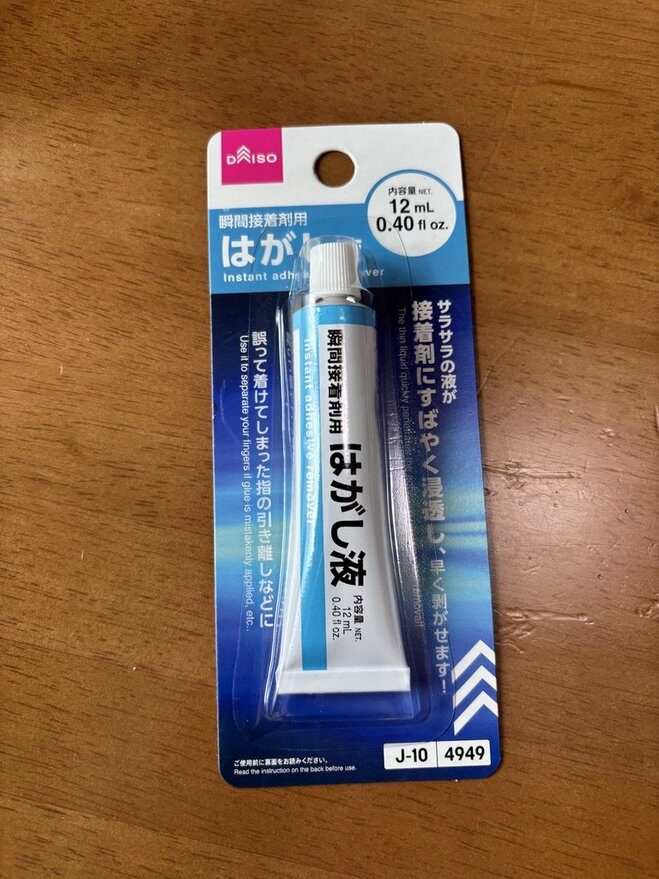 DAISO
内容量 NET.
12 mL
0.40 fl oz.
瞬間接着剤用
はがし
Instant
サラサラの液が
接着剤にすばやく浸透し、早く剥がせます!
The thin liquid quickly
誤って着けてしまった指の引き離しなどに
Use it to separate your fingers if glue is mistakenly applied, etc..
瞬間接着剤用
はがし液
Instant adhesive remover
内容量 NET.
12 mL
0.40 fl oz.
ご使用前に裏面をお読みください。
Read the instruction on the back before use.
J-10 4949